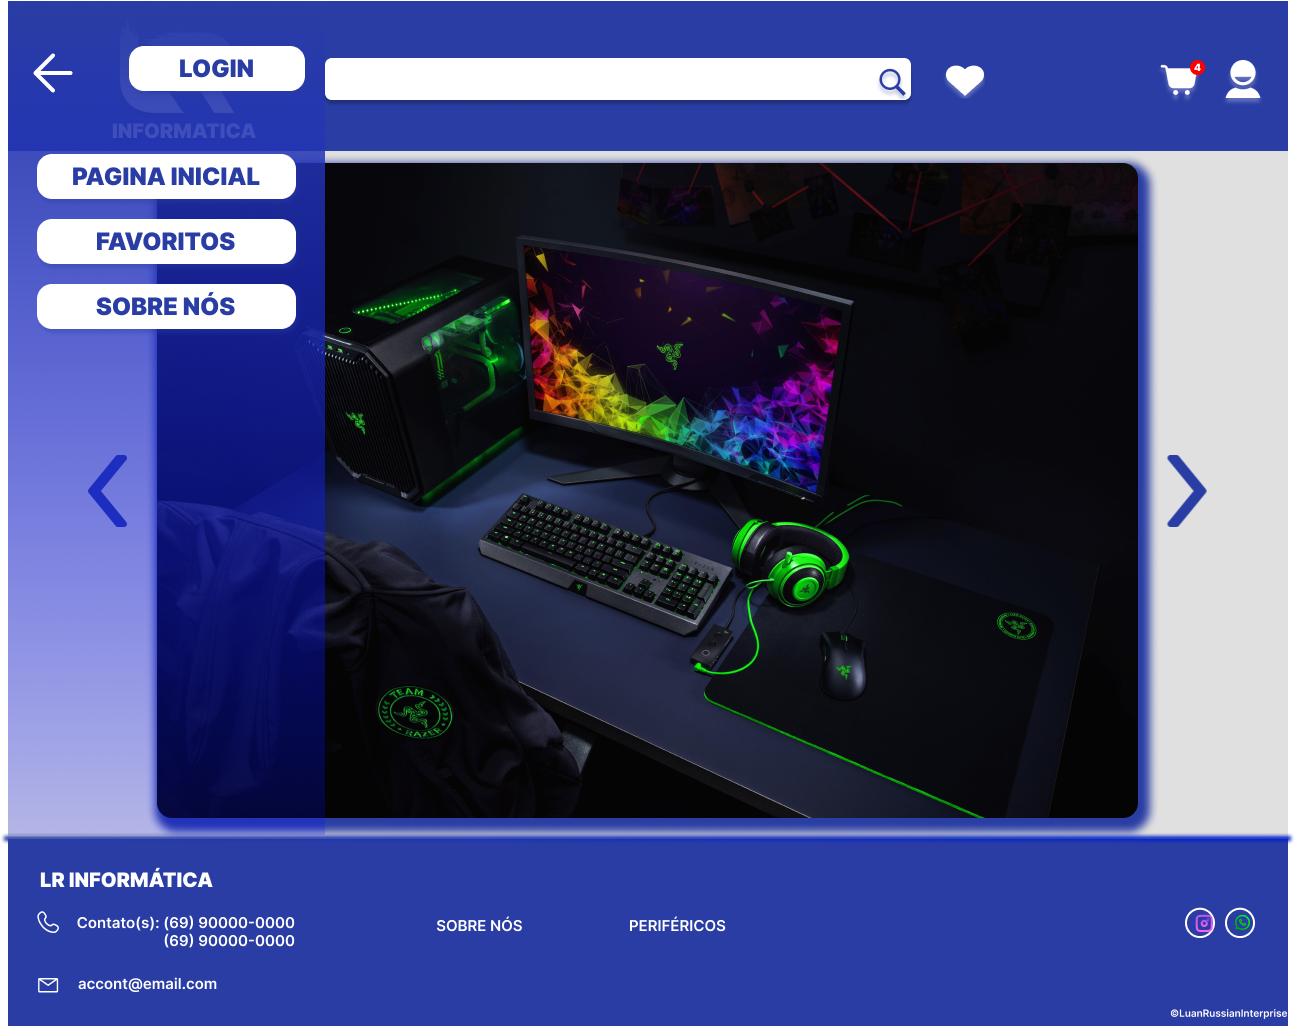 LOGIN
4
INFORMATICA
PAGINA INICIAL
FAVORITOS
SOBRE NÓS
TEAM
RAZER
LR INFORMÁTICA
Contato(s): (69) 90000-0000
(69) 90000-0000
SOBRE NÓS
PERIFÉRICOS
accont@email.com
©LuanRussianInterprise